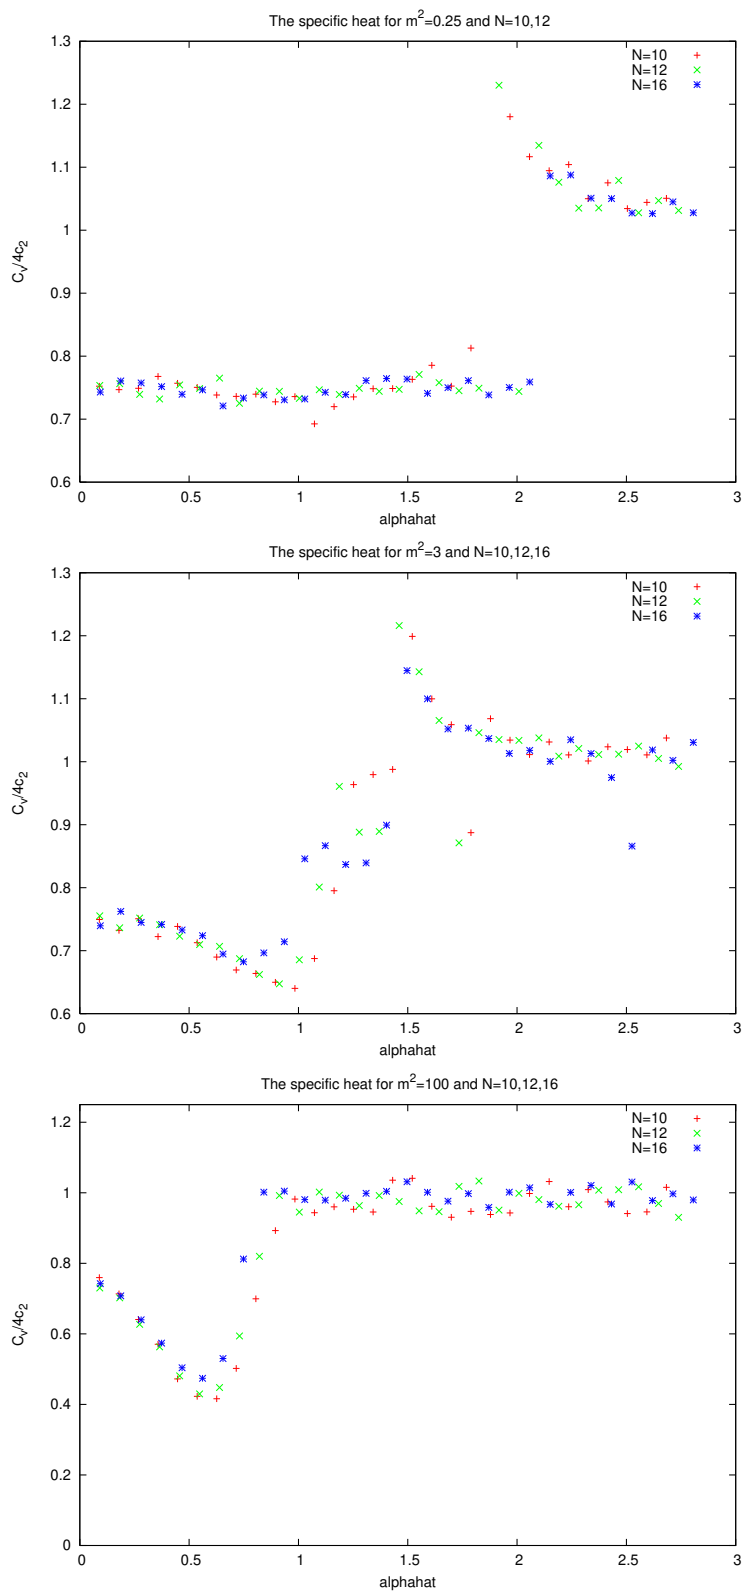 The specific heat for m²=0.25 and N=10,12
1.3
1.2
1.1
1
0.9
0.8
0.7
0.6
C_v/4c_2
N=10
N=12
N=16
0 0.5 1 1.5 2 2.5 3
alphahat
The specific heat for m²=3 and N=10,12,16
1.3
1.2
1.1
1
0.9
0.8
0.7
0.6
C_v/4c_2
N=10
N=12
N=16
0 0.5 1 1.5 2 2.5 3
alphahat
The specific heat for m²=100 and N=10,12,16
1.2
1
0.8
0.6
0.4
0.2
0
C_v/4c_2
N=10
N=12
N=16
0 0.5 1 1.5 2 2.5 3
alphahat